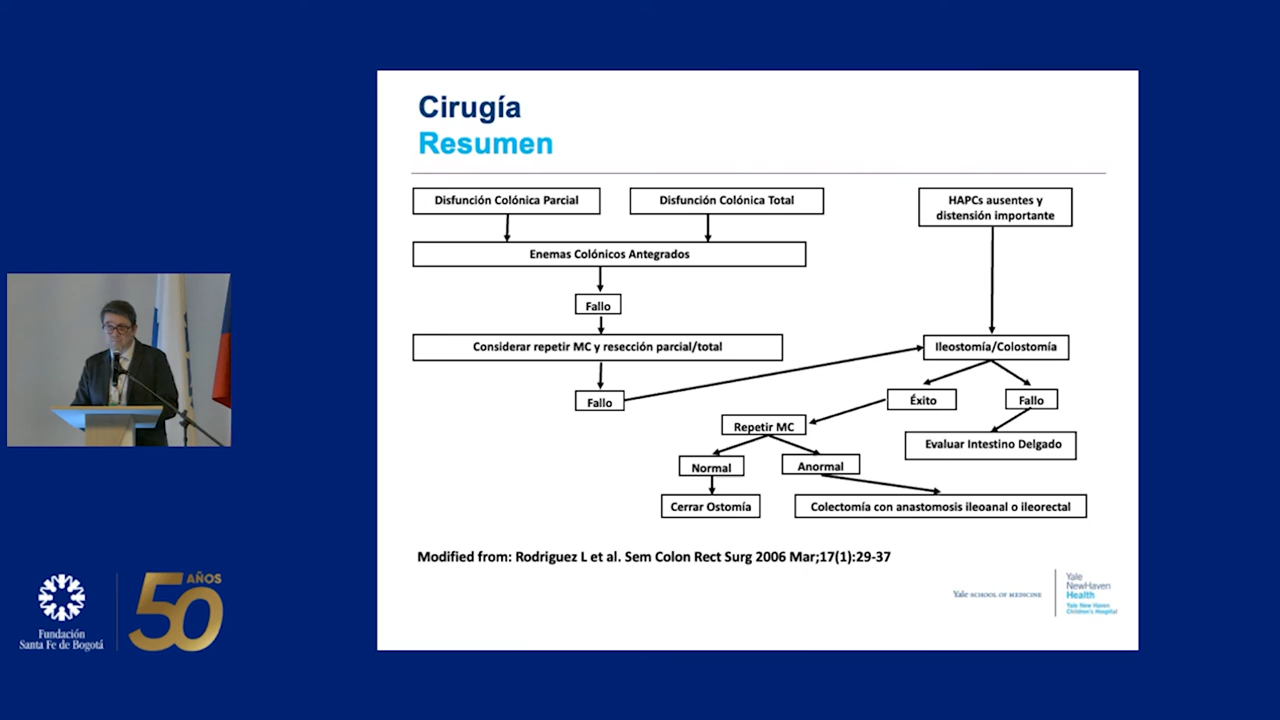 Cirugía
Resumen
Disfunción Colónica Parcial
Disfunción Colónica Total
HAPCs ausentes y
distensión importante
Enemas Colónicos Antegrados
Fallo
Considerar repetir MC y resección parcial/total
Ileostomía/Colostomía
Fallo
Éxito
Fallo
Repetir MC
Evaluar Intestino Delgado
Normal
Anormal
Cerrar Ostomía
Colectomía con anastomosis ileoanal o ileorectal
Modified from: Rodriguez L et al. Sem Colon Rect Surg 2006 Mar;17(1):29-37
Yale SCHOOL OF MEDICINE
Yale
NewHaven
Health
Yale New Haven
Children's Hospital
Fundación
Santa Fe de Bogotá
50 AÑOS